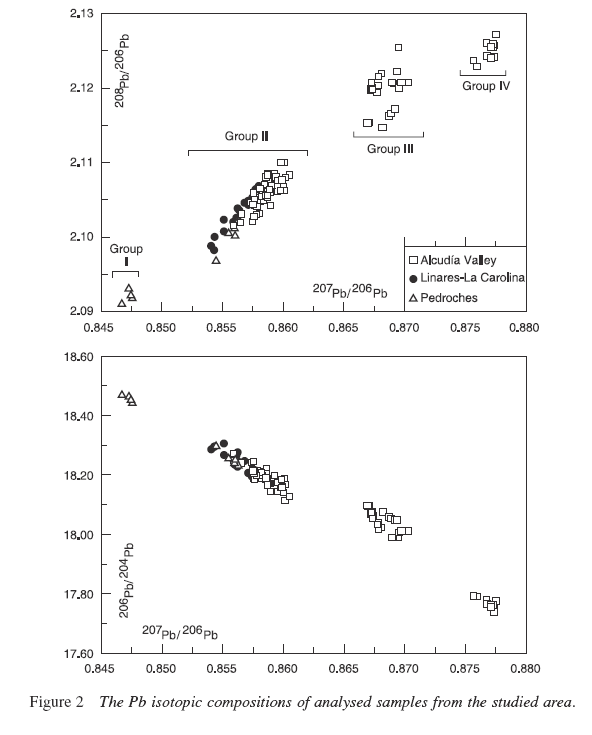 2.13
2.12
2.11
2.10
2.09
208Pb/206Pb
Group IV
Group III
Group II
Group
I
Alcudía Valley
Linares-La Carolina
Pedroches
207Pb/206Pb
0.845 0.850 0.855 0.860 0.865 0.870 0.875 0.880
18.60
18.40
18.20
18.00
17.80
17.60
206Pb/204Pb
207Pb/206Pb
0.845 0.850 0.855 0.860 0.865 0.870 0.875 0.880
Figure 2 The Pb isotopic compositions of analysed samples from the studied area.